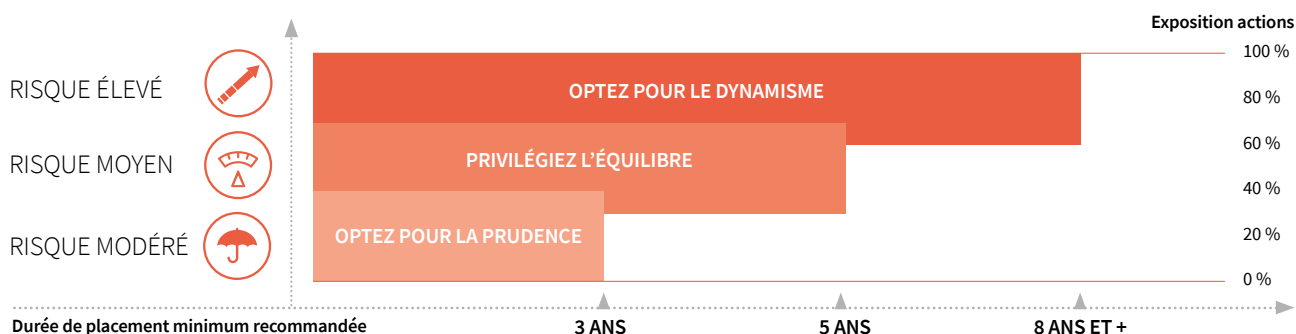 Exposition actions
100 %
RISQUE ÉLEVÉ
OPTEZ POUR LE DYNAMISME
80 %
60 %
RISQUE MOYEN
PRIVILÉGIEZ L’ÉQUILIBRE
40 %
RISQUE MODÉRÉ
OPTEZ POUR LA PRUDENCE
20 %
0 %
Durée de placement minimum recommandée
3 ANS
5 ANS
8 ANS ET +